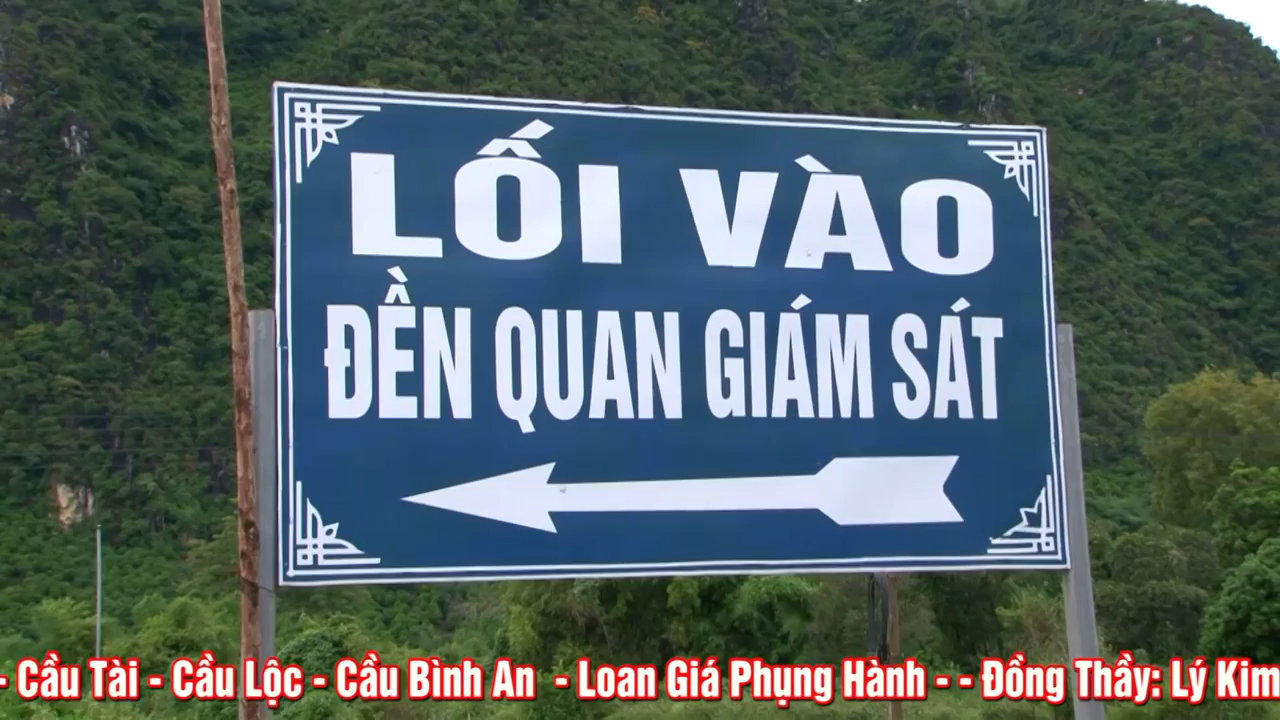 LỐI VÀO
ĐỀN QUAN GIÁM SÁT
- Cầu Tài - Cầu Lộc - Cầu Bình An - Loan Giá Phụng Hành - - Đồng Thầy: Lý Kim